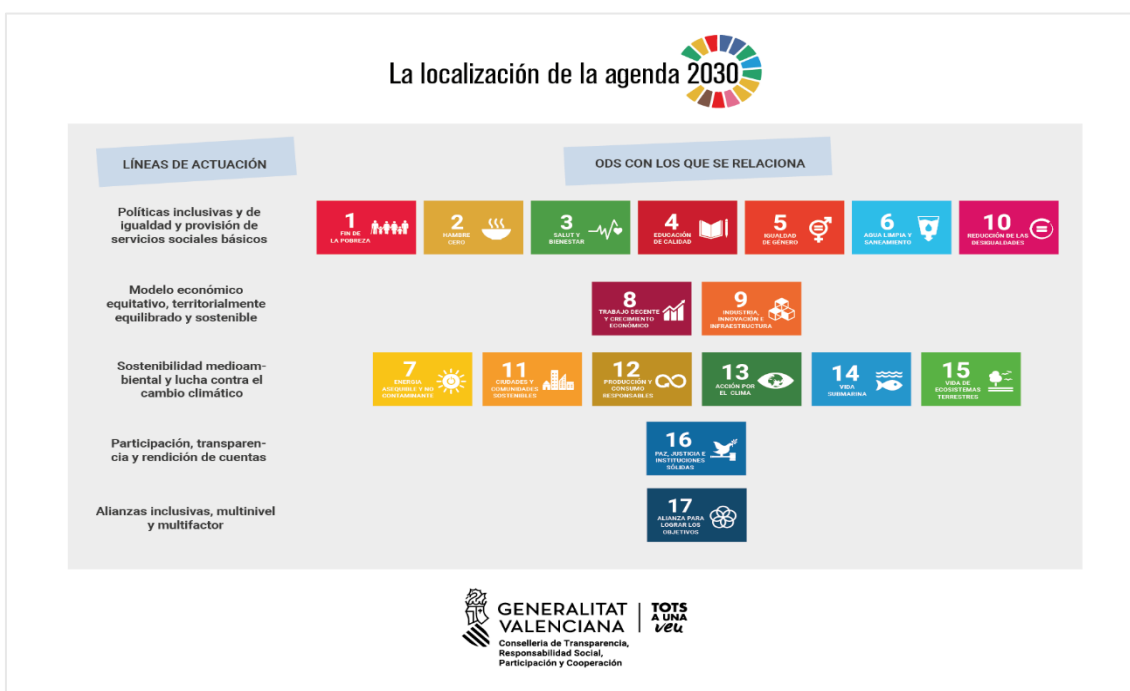 La localización de la agenda 2030
LÍNEAS DE ACTUACIÓN
ODS CON LOS QUE SE RELACIONA
Políticas inclusivas y de
igualdad y provisión de
servicios sociales básicos
1
FIN DE
LA POBREZA
2
HAMBRE
CERO
3
SALUT Y
BIENESTAR
4
EDUCACIÓN
DE CALIDAD
5
IGUALDAD
DE GÉNERO
6
AGUA LIMPIA Y
SANEAMIENTO
10
REDUCCIÓN DE LAS
DESIGUALDADES
Modelo económico
equitativo, territorialmente
equilibrado y sostenible
8
TRABAJO DECENTE
Y CRECIMIENTO
ECONÓMICO
9
INDUSTRIA,
INNOVACIÓN E
INFRAESTRUCTURA
Sostenibilidad medioam-
biental y lucha contra el
cambio climático
7
ENERGIA
ASEQUIBLE Y NO
CONTAMINANTE
11
CIUDADES Y
COMUNIDADES
SOSTENIBLES
12
PRODUCCIÓN Y
CONSUMO
RESPONSABLES
13
ACCIÓN POR
EL CLIMA
14
VIDA
SUBMARINA
15
VIDA DE
ECOSISTEMAS
TERRESTRES
Participación, transparen-
cia y rendición de cuentas
16
PAZ, JUSTICIA E
INSTITUCIONES
SÓLIDAS
Alianzas inclusivas, multinivel
y multifactor
17
ALIANZA PARA
LOGRAR LOS
OBJETIVOS
GENERALITAT
VALENCIANA
Conselleria de Transparencia,
Responsabilidad Social,
Participación y Cooperación
TOTS
A UNA
veu